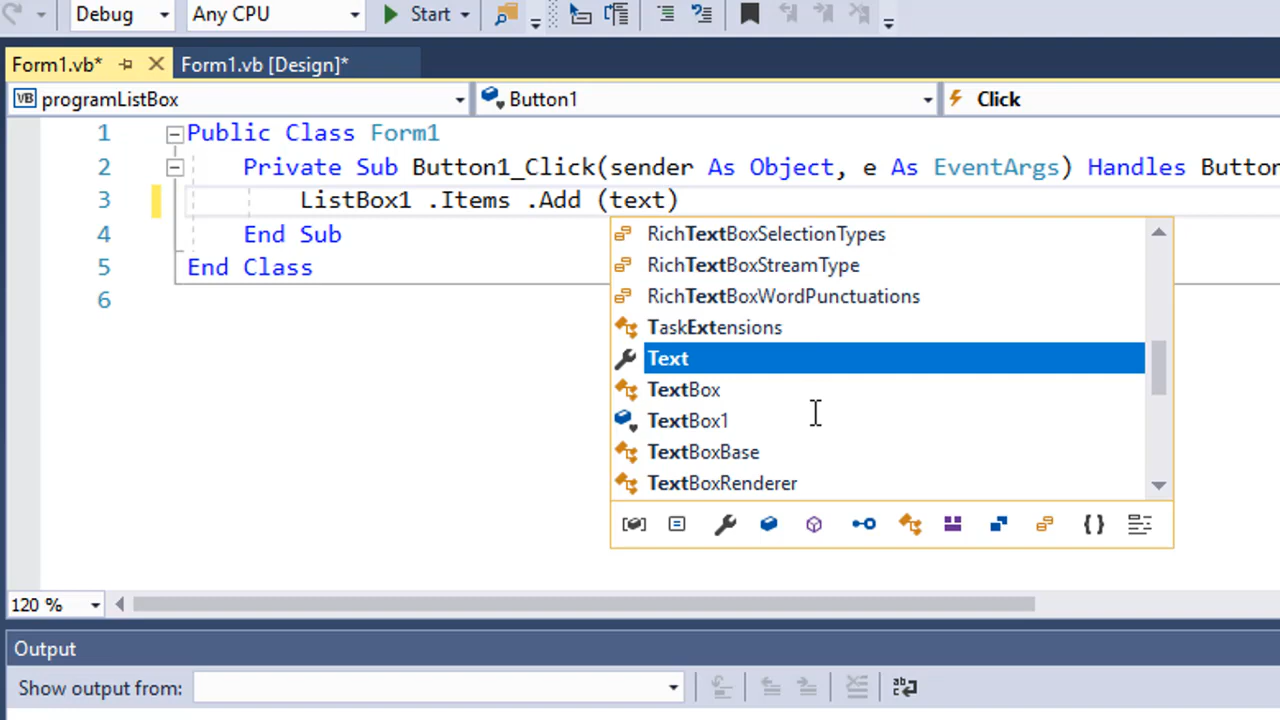 Debug Any CPU Start
Form1.vb* Form1.vb [Design]*
VB programListBox Button1 Click
1 Public Class Form1
2 Private Sub Button1_Click(sender As Object, e As EventArgs) Handles Button
3 ListBox1 .Items .Add (text)
4 End Sub
5 End Class
6
RichTextBoxSelectionTypes
RichTextBoxStreamType
RichTextBoxWordPunctuations
TaskExtensions
Text
TextBox
TextBox1
TextBoxBase
TextBoxRenderer
120 %
Output
Show output from: